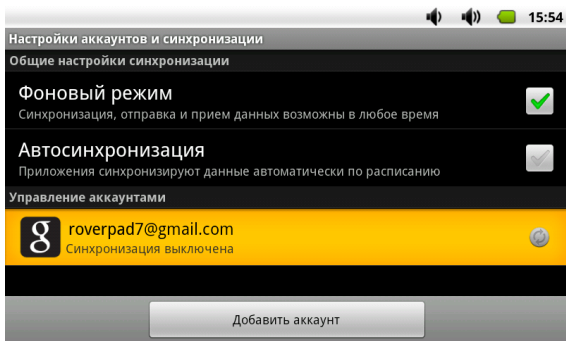 15:54
Настройки аккаунтов и синхронизации
Общие настройки синхронизации
Фоновый режим
Синхронизация, отправка и прием данных возможны в любое время
Автосинхронизация
Приложения синхронизируют данные автоматически по расписанию
Управление аккаунтами
g roverpad7@gmail.com
Синхронизация выключена
Добавить аккаунт